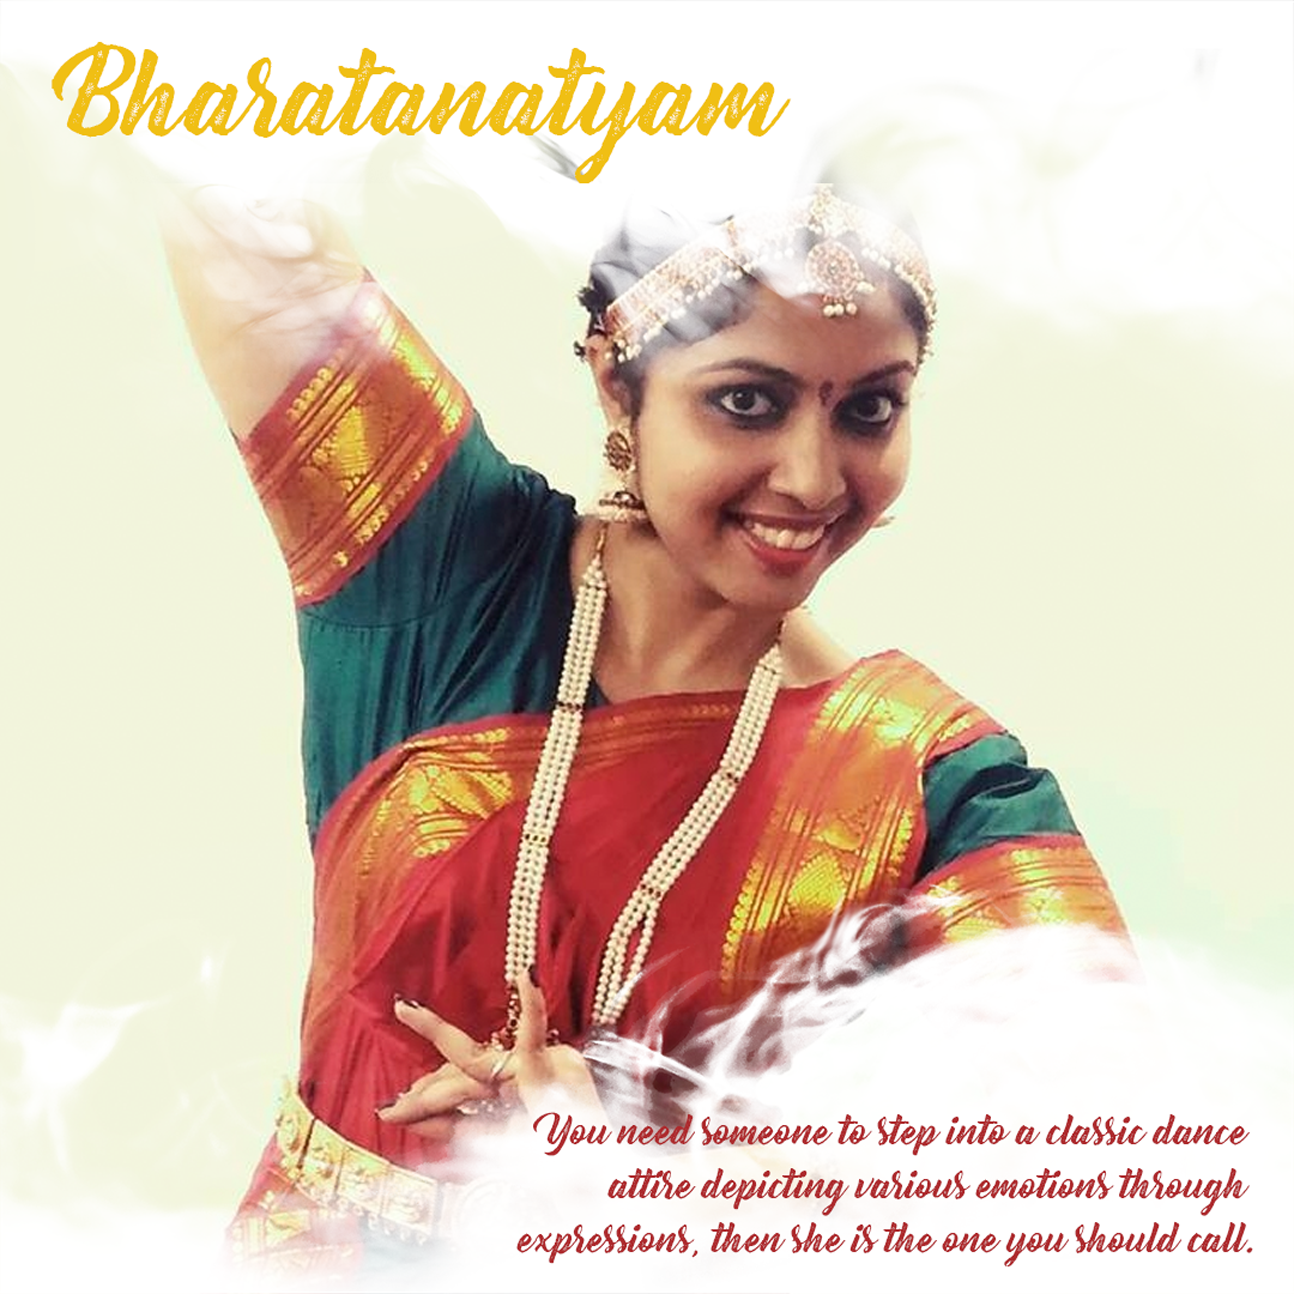 Bharatanatyam
You need someone to step into a classic dance
attire depicting various emotions through
expressions, then she is the one you should call.